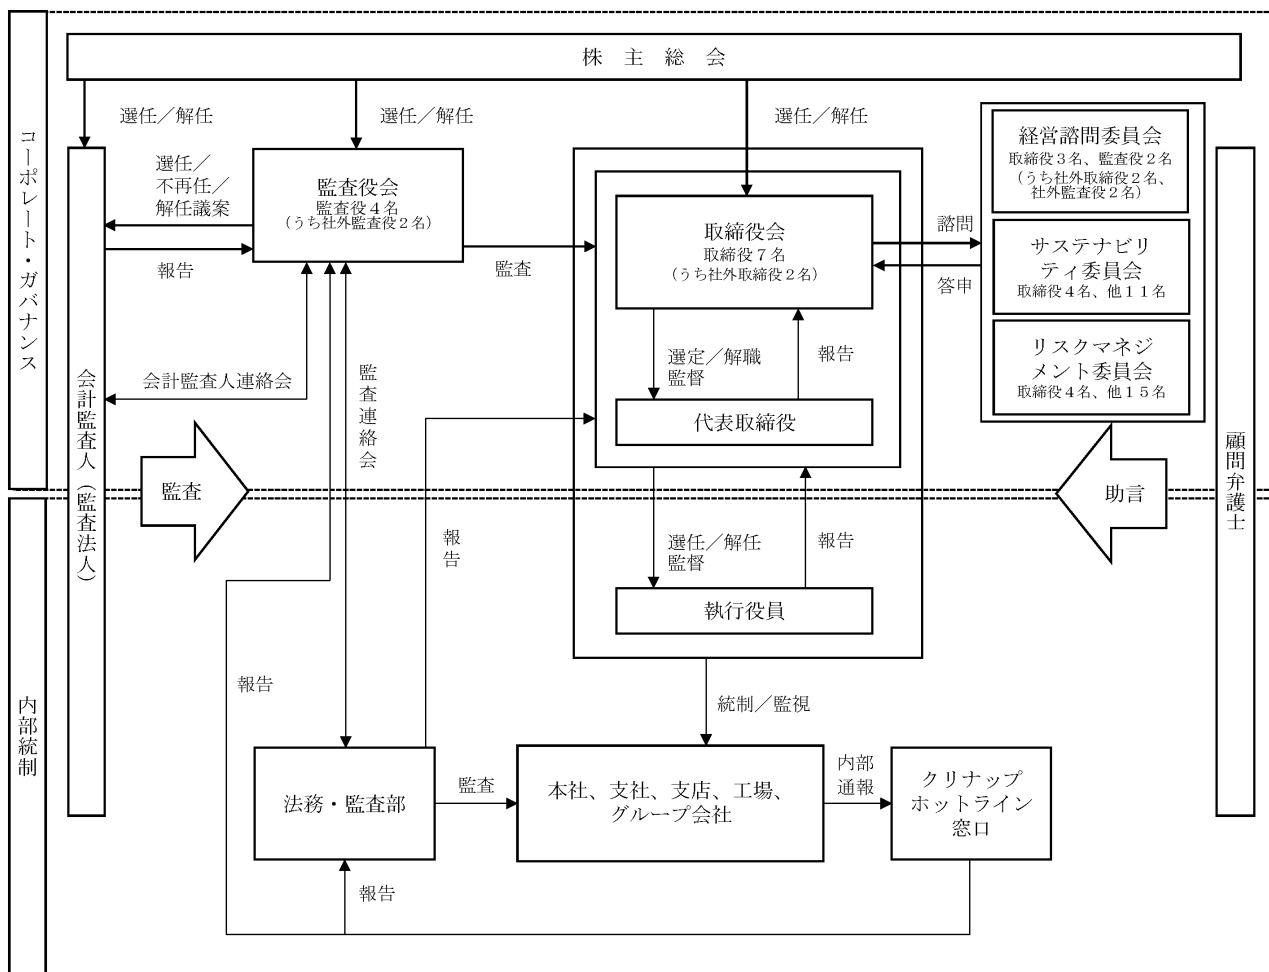 株 主 総 会
コーポレート・ガバナンス
選任／解任
選任／解任
選任／解任
経営諮問委員会
取締役３名、監査役２名
（うち社外取締役２名、
社外監査役２名）
監査役会
監査役４名
（うち社外監査役２名）
選任／
不再任／
解任議案
報告
監査
取締役会
取締役７名
（うち社外取締役２名）
諮問
答申
サステナビリ
ティ委員会
取締役４名、他１１名
リスクマネジ
メント委員会
取締役４名、他１５名
選定／解職
監督
報告
代表取締役
会計監査人連絡会
監査連絡会
会計監査人（監査法人）
顧問弁護士
監査
助言
報告
選任／解任
監督
報告
執行役員
内部統制
報告
統制／監視
法務・監査部
監査
本社、支社、支店、工場、
グループ会社
内部
通報
クリナップ
ホットライン
窓口
報告